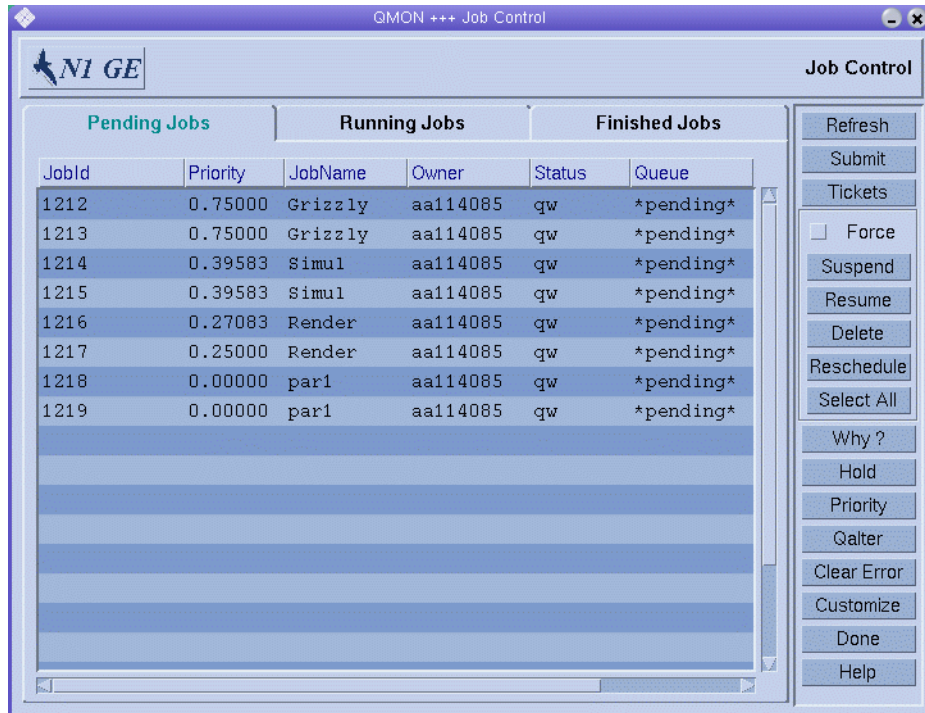 QMON +++ Job Control
N1 GE
Job Control
Pending Jobs Running Jobs Finished Jobs
JobId Priority JobName Owner Status Queue
1212 0.75000 Grizzly aa114085 qw *pending*
1213 0.75000 Grizzly aa114085 qw *pending*
1214 0.39583 Simul aa114085 qw *pending*
1215 0.39583 Simul aa114085 qw *pending*
1216 0.27083 Render aa114085 qw *pending*
1217 0.25000 Render aa114085 qw *pending*
1218 0.00000 par1 aa114085 qw *pending*
1219 0.00000 par1 aa114085 qw *pending*
Refresh
Submit
Tickets
Force
Suspend
Resume
Delete
Reschedule
Select All
Why ?
Hold
Priority
Qalter
Clear Error
Customize
Done
Help